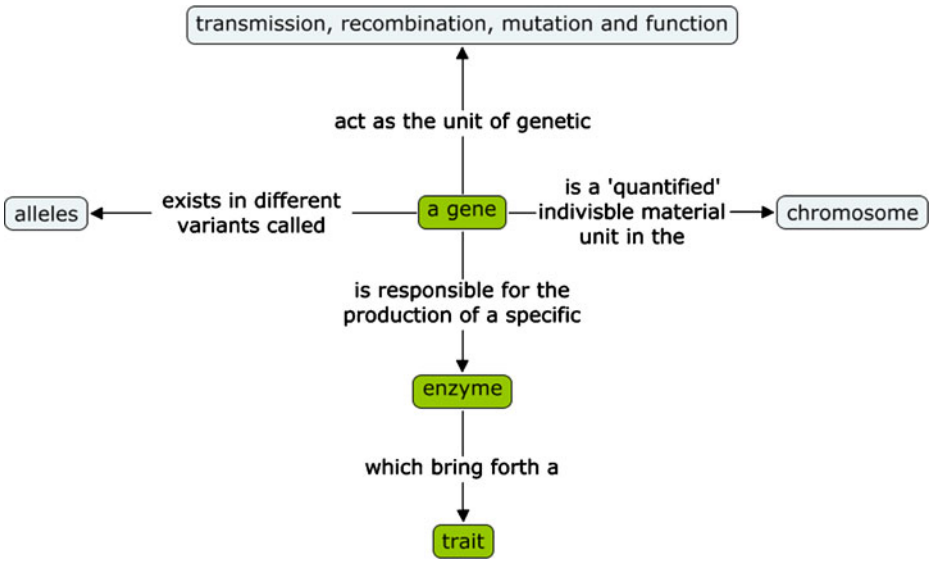 transmission, recombination, mutation and function
act as the unit of genetic
alleles
exists in different
variants called
a gene
is a 'quantified'
indivisble material
unit in the
chromosome
is responsible for the
production of a specific
enzyme
which bring forth a
trait